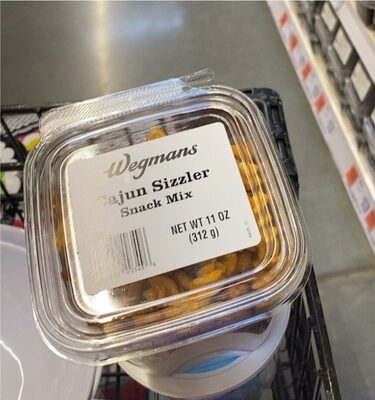 Wegmans
Cajun Sizzler
Snack Mix
NET WT 11 OZ
(312 g)